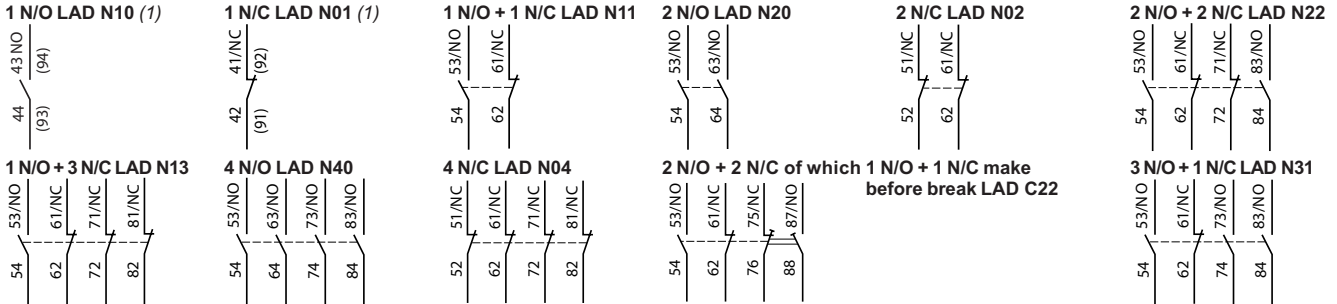 1 N/O LAD N10 (1)
43 NO
(94)
44
(93)
1 N/C LAD N01 (1)
41/NC
(92)
42
(91)
1 N/O + 1 N/C LAD N11
53/NO
61/NC
54
62
2 N/O LAD N20
53/NO
63/NO
54
64
2 N/C LAD N02
51/NC
61/NC
52
62
2 N/O + 2 N/C LAD N22
53/NO
61/NC
71/NC
83/NO
54
62
72
84
1 N/O + 3 N/C LAD N13
53/NO
61/NC
71/NC
81/NC
54
62
72
82
4 N/O LAD N40
53/NO
63/NO
73/NO
83/NO
54
64
74
84
4 N/C LAD N04
51/NC
61/NC
71/NC
81/NC
52
62
72
82
2 N/O + 2 N/C of which 1 N/O + 1 N/C make
before break LAD C22
53/NO
61/NC
75/NC
87/NO
54
62
76
88
3 N/O + 1 N/C LAD N31
53/NO
61/NC
73/NO
83/NO
54
62
74
84